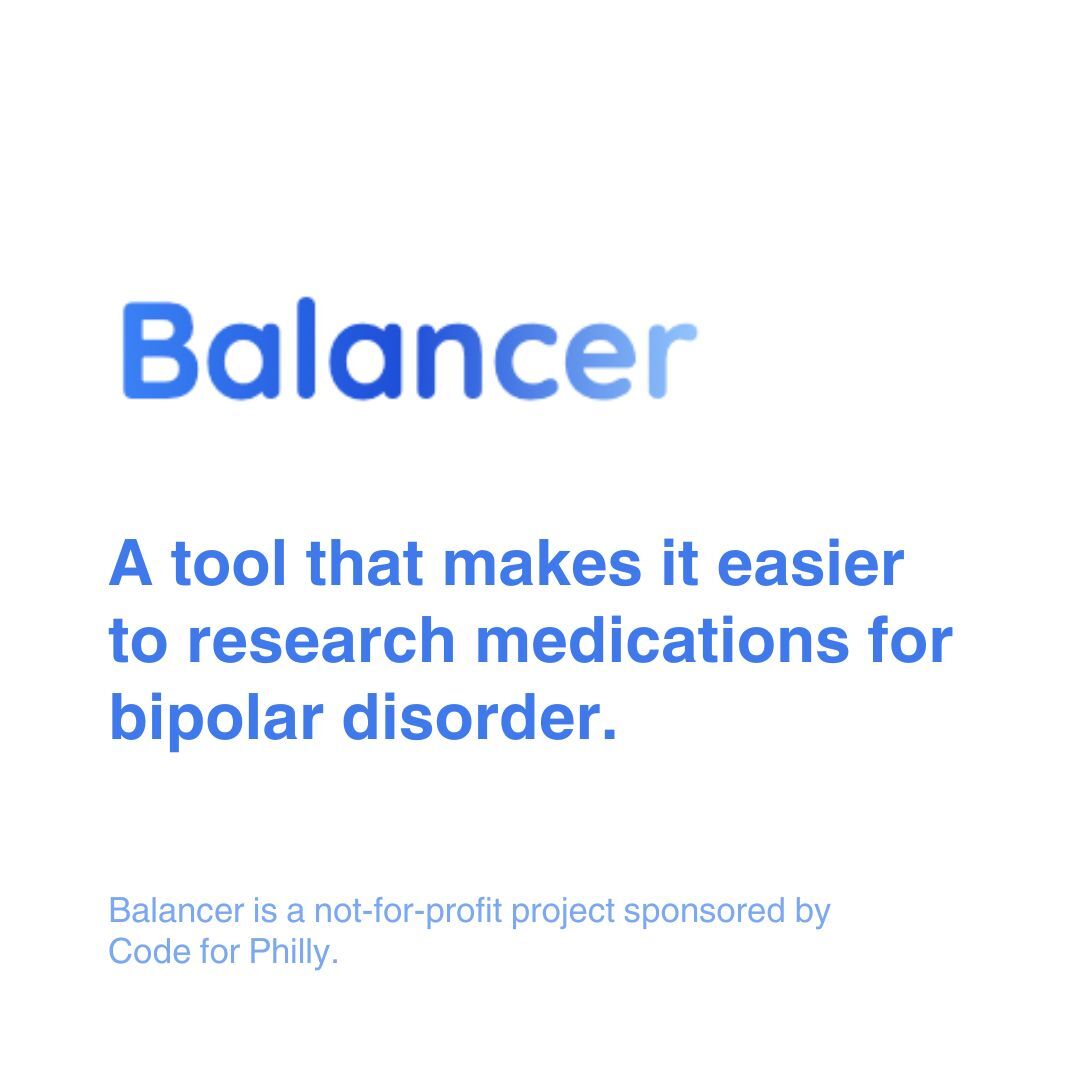 Balancer
A tool that makes it easier
to research medications for
bipolar disorder.
Balancer is a not-for-profit project sponsored by
Code for Philly.